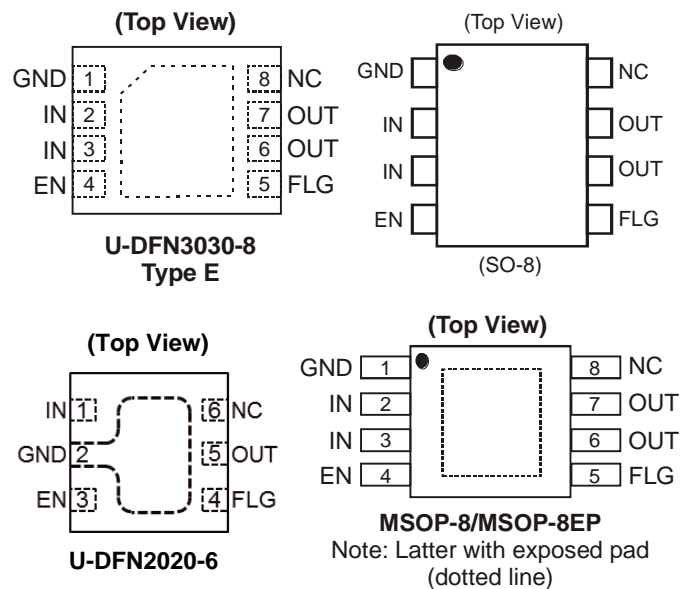 (Top View)
GND 1 8 NC
IN 2 7 OUT
IN 3 6 OUT
EN 4 5 FLG
U-DFN3030-8
Type E
(Top View)
GND NC
IN OUT
IN OUT
EN FLG
(SO-8)
(Top View)
IN 1 6 NC
GND 2 5 OUT
EN 3 4 FLG
U-DFN2020-6
(Top View)
GND 1 8 NC
IN 2 7 OUT
IN 3 6 OUT
EN 4 5 FLG
MSOP-8/MSOP-8EP
Note: Latter with exposed pad
(dotted line)